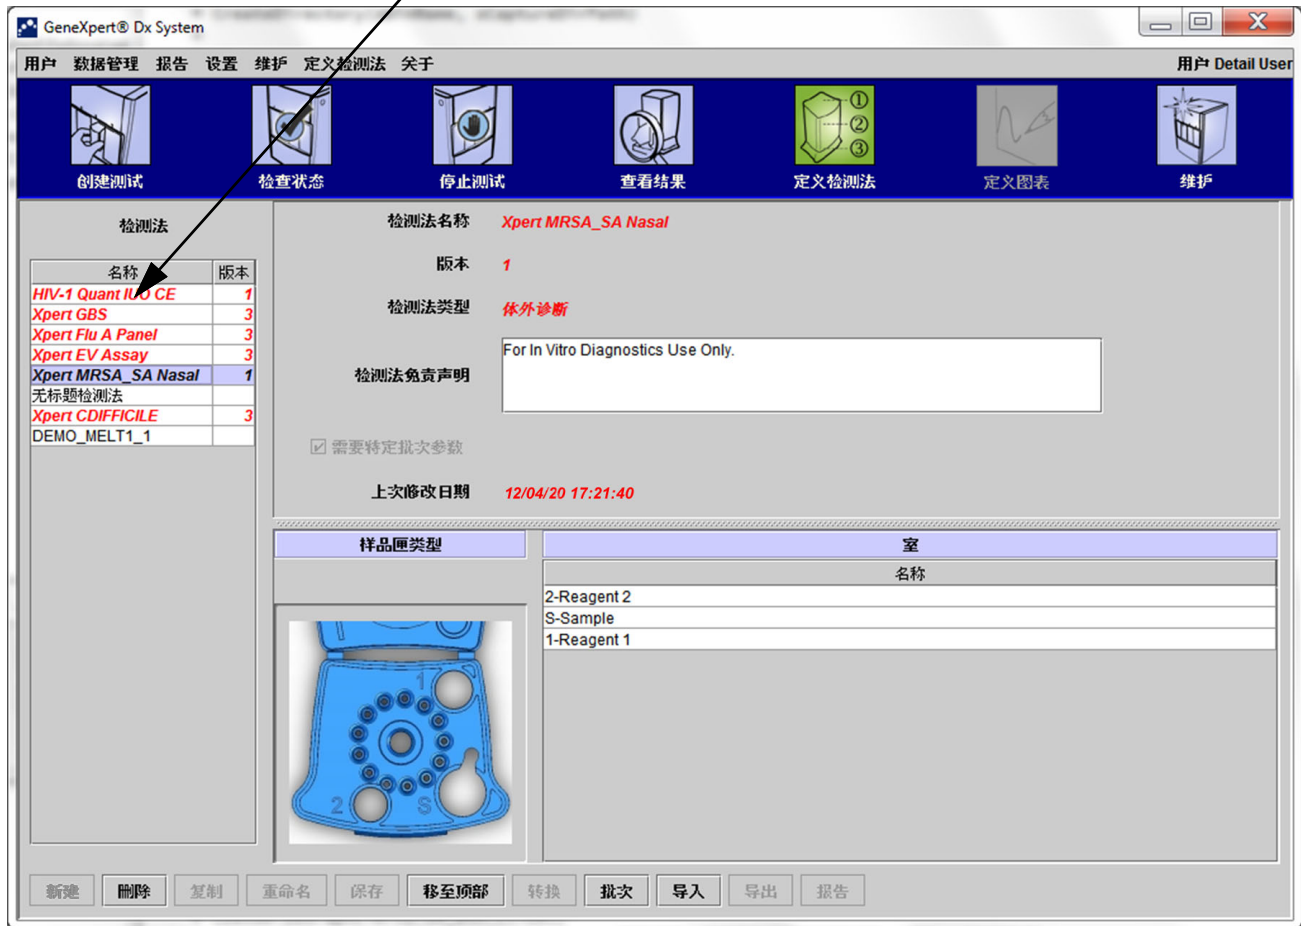 GeneXpert® Dx System
用户 数据管理 报告 设置 维护 定义检测法 关于
用户 Detail User
创建测试 检查状态 停止测试 查看结果 定义检测法 定义图表 维护
① ② ③
检测法
名称 版本
HIV-1 Quant IUO CE 1
Xpert GBS 3
Xpert Flu A Panel 3
Xpert EV Assay 3
Xpert MRSA_SA Nasal 1
无标题检测法
Xpert CDIFFICILE 3
DEMO_MELT1_1
检测法名称 Xpert MRSA_SA Nasal
版本 1
检测法类型 体外诊断
检测法免责声明 For In Vitro Diagnostics Use Only.
需要特定批次参数
上次修改日期 12/04/20 17:21:40
样品匣类型
1
2 S
室
名称
2-Reagent 2
S-Sample
1-Reagent 1
新建 删除 复制 重命名 保存 移至顶部 转换 批次 导入 导出 报告